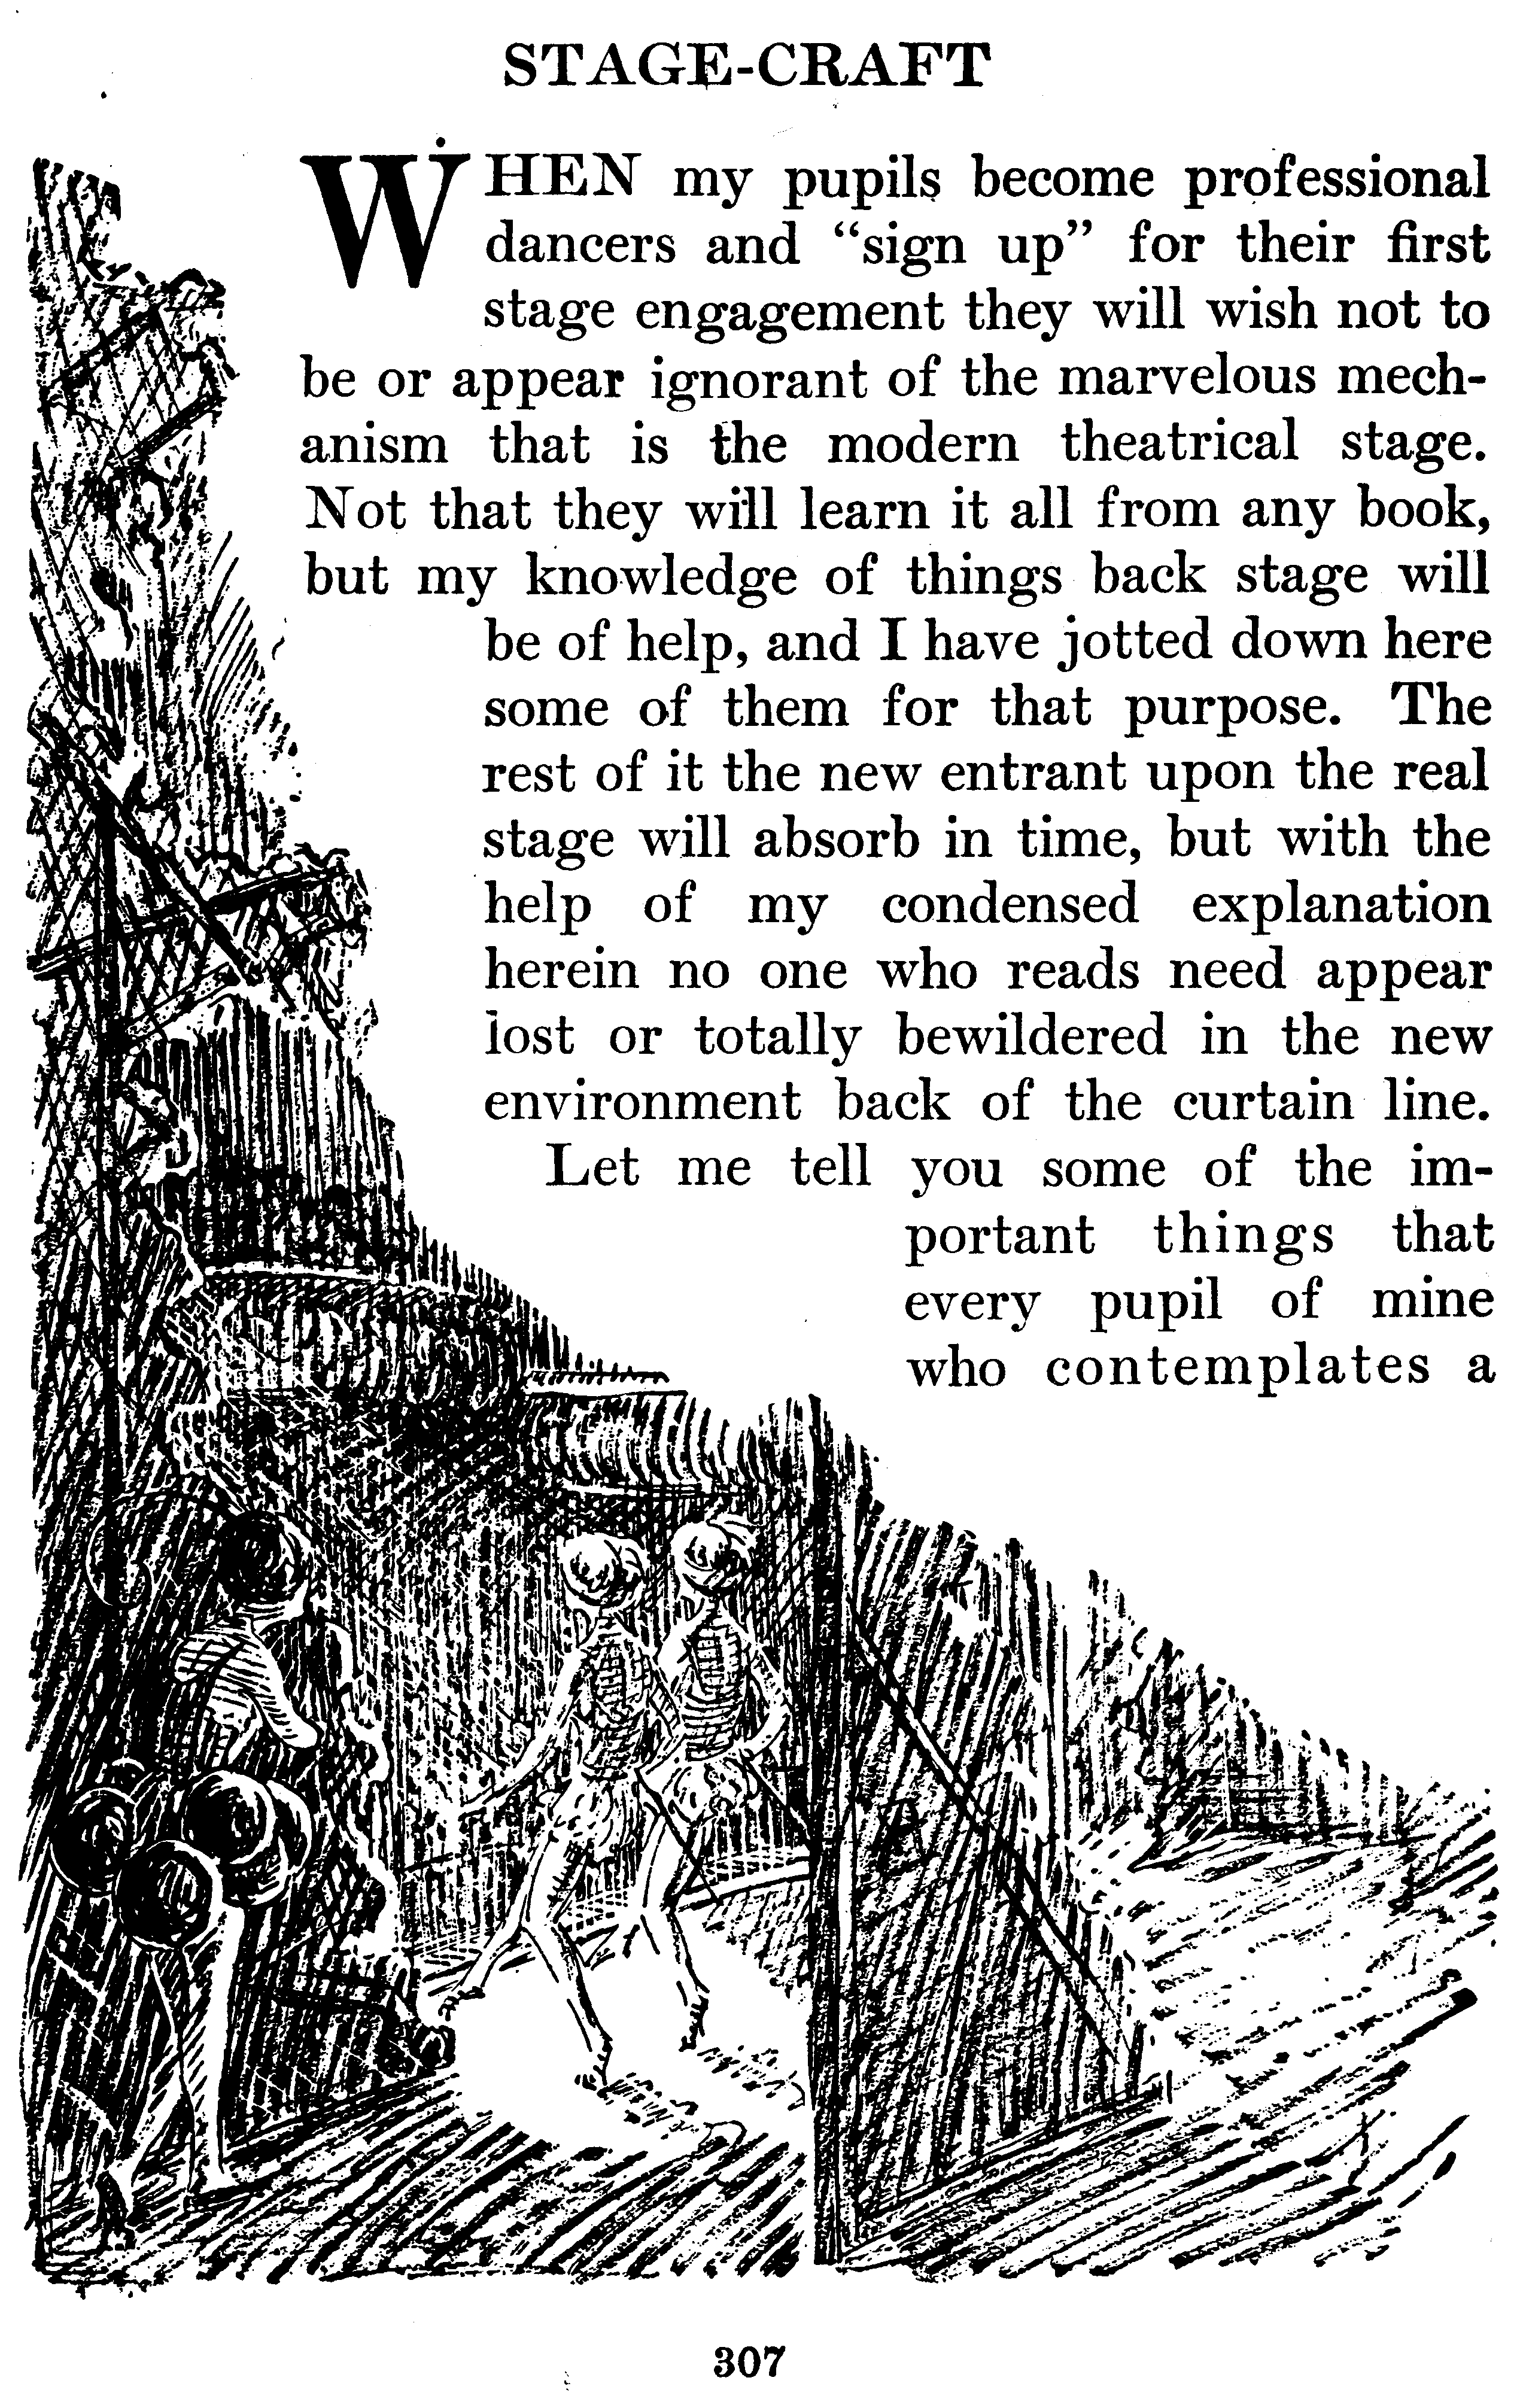 STAGE-CRAFT
WHEN my pupils become professional
dancers and “sign up” for their first
stage engagement they will wish not to
be or appear ignorant of the marvelous mech-
anism that is the modern theatrical stage.
Not that they will learn it all from any book,
but my knowledge of things back stage will
be of help, and I have jotted down here
some of them for that purpose. The
rest of it the new entrant upon the real
stage will absorb in time, but with the
help of my condensed explanation
herein no one who reads need appear
lost or totally bewildered in the new
environment back of the curtain line.
Let me tell you some of the im-
portant things that
every pupil of mine
who contemplates a
307